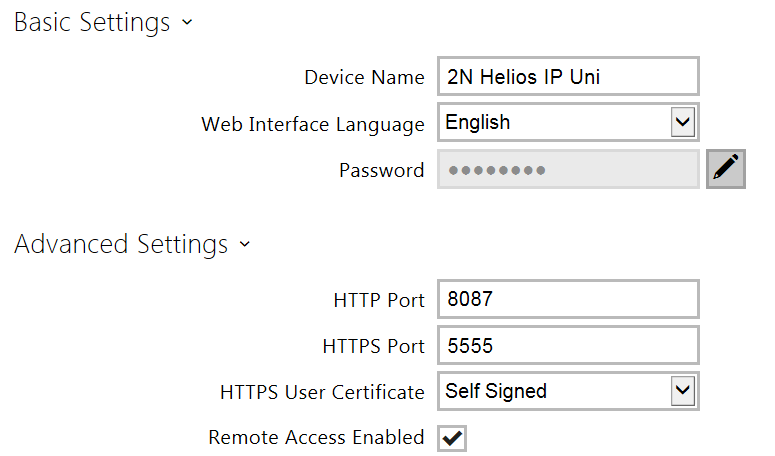 Basic Settings
Device Name 2N Helios IP Uni
Web Interface Language English
Password ••••••••
Advanced Settings
HTTP Port 8087
HTTPS Port 5555
HTTPS User Certificate Self Signed
Remote Access Enabled